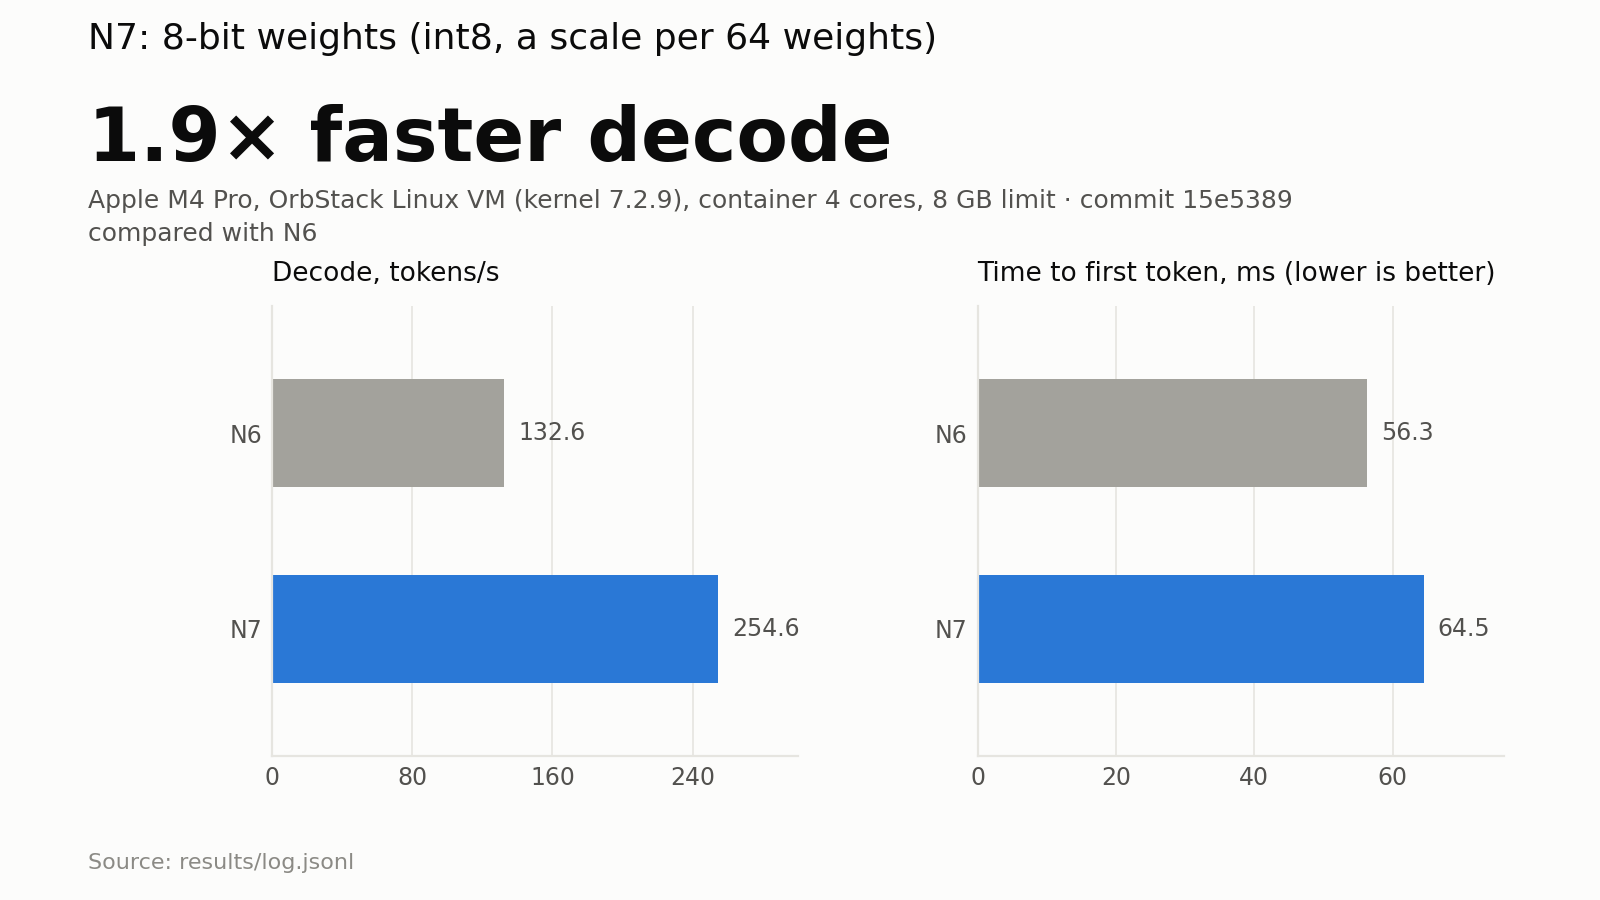 N7: 8-bit weights (int8, a scale per 64 weights)
1.9× faster decode
Apple M4 Pro, OrbStack Linux VM (kernel 7.2.9), container 4 cores, 8 GB limit · commit 15e5389
compared with N6
Decode, tokens/s
N6
132.6
N7
254.6
0 80 160 240
Time to first token, ms (lower is better)
N6
56.3
N7
64.5
0 20 40 60
Source: results/log.jsonl